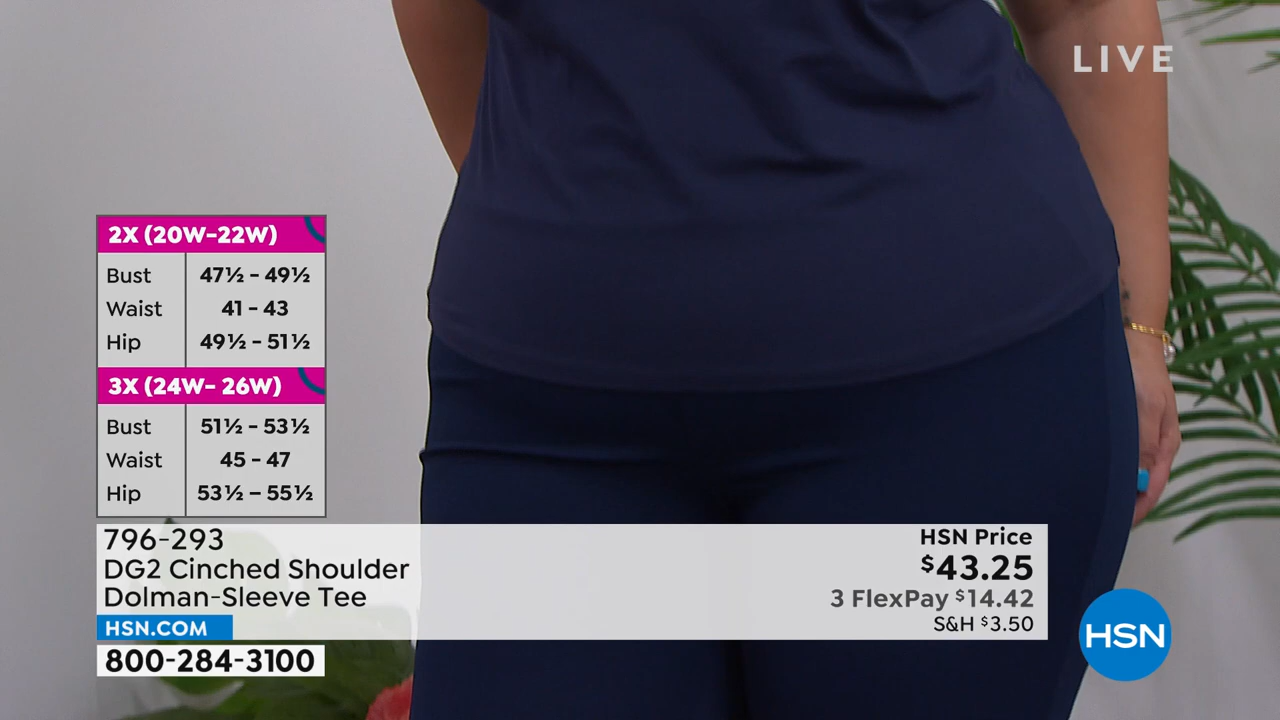 LIVE
2X (20W-22W)
Bust 47½ - 49½
Waist 41 - 43
Hip 49½ - 51½
3X (24W- 26W)
Bust 51½ - 53½
Waist 45 - 47
Hip 53½ - 55½
796-293
DG2 Cinched Shoulder
Dolman-Sleeve Tee
HSN.COM
800-284-3100
HSN Price
$43.25
3 FlexPay $14.42
S&H $3.50
HSN